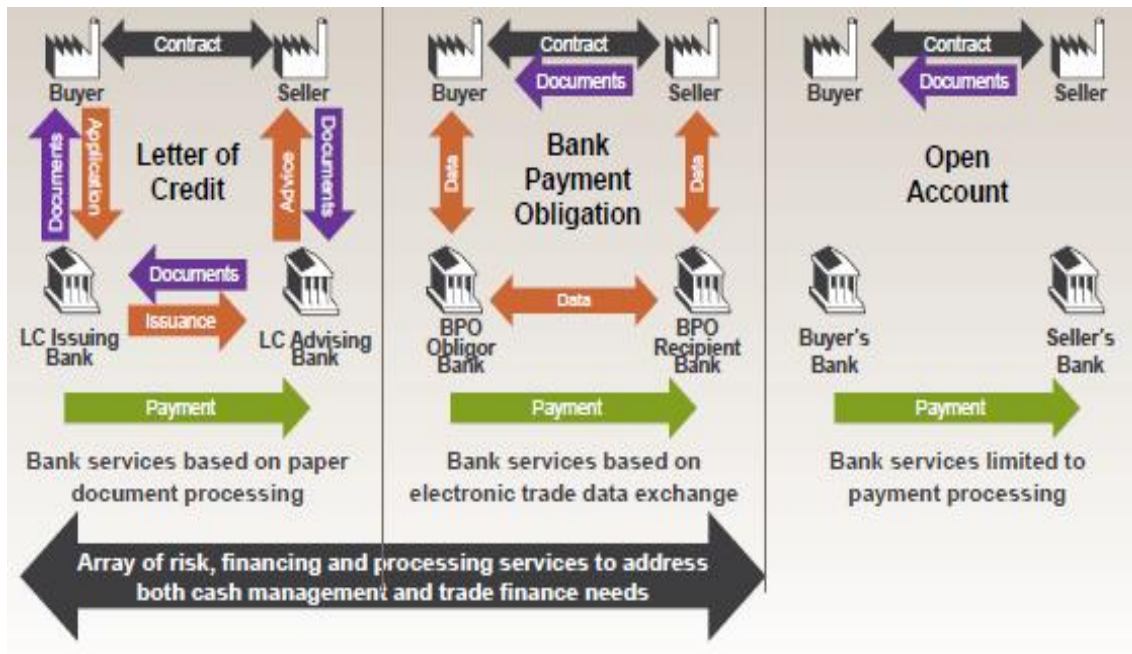 Contract
Buyer
Seller
Documents
Application
Letter of
Credit
Advice
Documents
Documents
Issuance
LC Issuing
Bank
LC Advising
Bank
Payment
Bank services based on paper
document processing
Contract
Documents
Buyer
Seller
Data
Bank
Payment
Obligation
Data
Data
BPO
Obligor
Bank
BPO
Recipient
Bank
Payment
Bank services based on
electronic trade data exchange
Contract
Documents
Buyer
Seller
Open
Account
Buyer's
Bank
Seller's
Bank
Payment
Bank services limited to
payment processing
Array of risk, financing and processing services to address
both cash management and trade finance needs